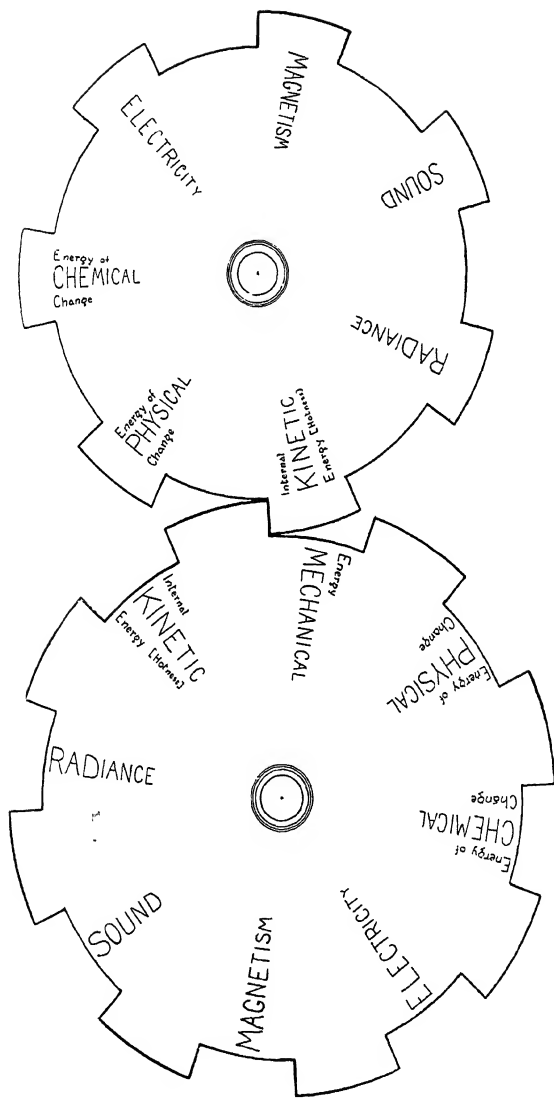 MAGNETISM
SOUND
RADIANCE
Internal
KINETIC
Energy [Hotness]
Energy of
PHYSICAL
Change
Energy of
CHEMICAL
Change
ELECTRICITY
Energy
MECHANICAL
Energy of
PHYSICAL
Change
Energy of
CHEMICAL
Change
ELECTRICITY
MAGNETISM
SOUND
RADIANCE
Internal
KINETIC
Energy [Hotness]